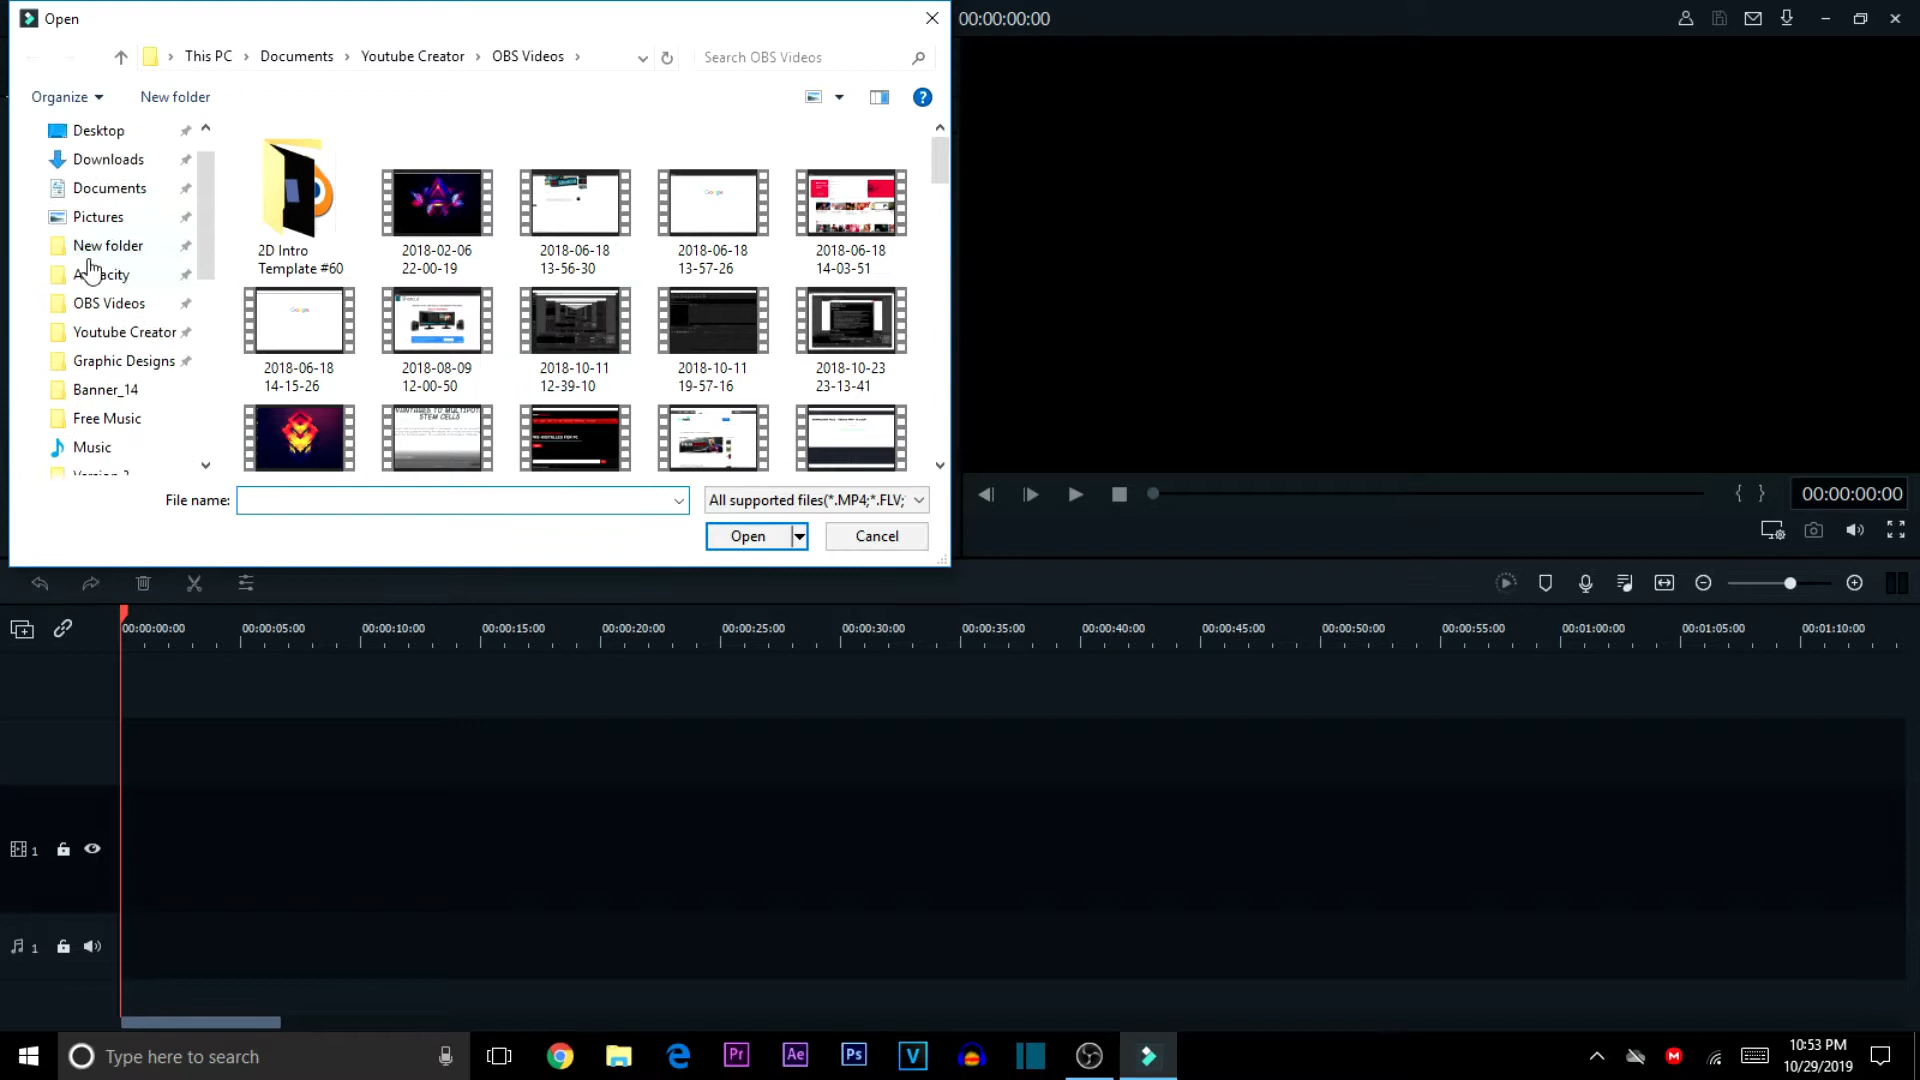 Open
00:00:00:00
This PC
Documents
Youtube Creator
OBS Videos
Search OBS Videos
Organize
New folder
Desktop
Downloads
Documents
Pictures
New folder
OBS Videos
Youtube Creator
Graphic Designs
Banner_14
Free Music
Music
2D Intro
Template #60
2018-02-06
22-00-19
2018-06-18
13-56-30
2018-06-18
13-57-26
2018-06-18
14-03-51
2018-06-18
14-15-26
2018-08-09
12-00-50
2018-10-11
12-39-10
2018-10-11
19-57-16
2018-10-23
23-13-41
Google
Google
STEM CELLS
File name:
All supported files(*.MP4;*.FLV;
Open
Cancel
00:00:00:00
00:00:00:00
00:00:05:00
00:00:10:00
00:00:15:00
00:00:20:00
00:00:25:00
00:00:30:00
00:00:35:00
00:00:40:00
00:00:45:00
00:00:50:00
00:00:55:00
00:01:00:00
00:01:05:00
00:01:10:00
1
1
Type here to search
Pr
Ae
Ps
V
M
10:53 PM
10/29/2019